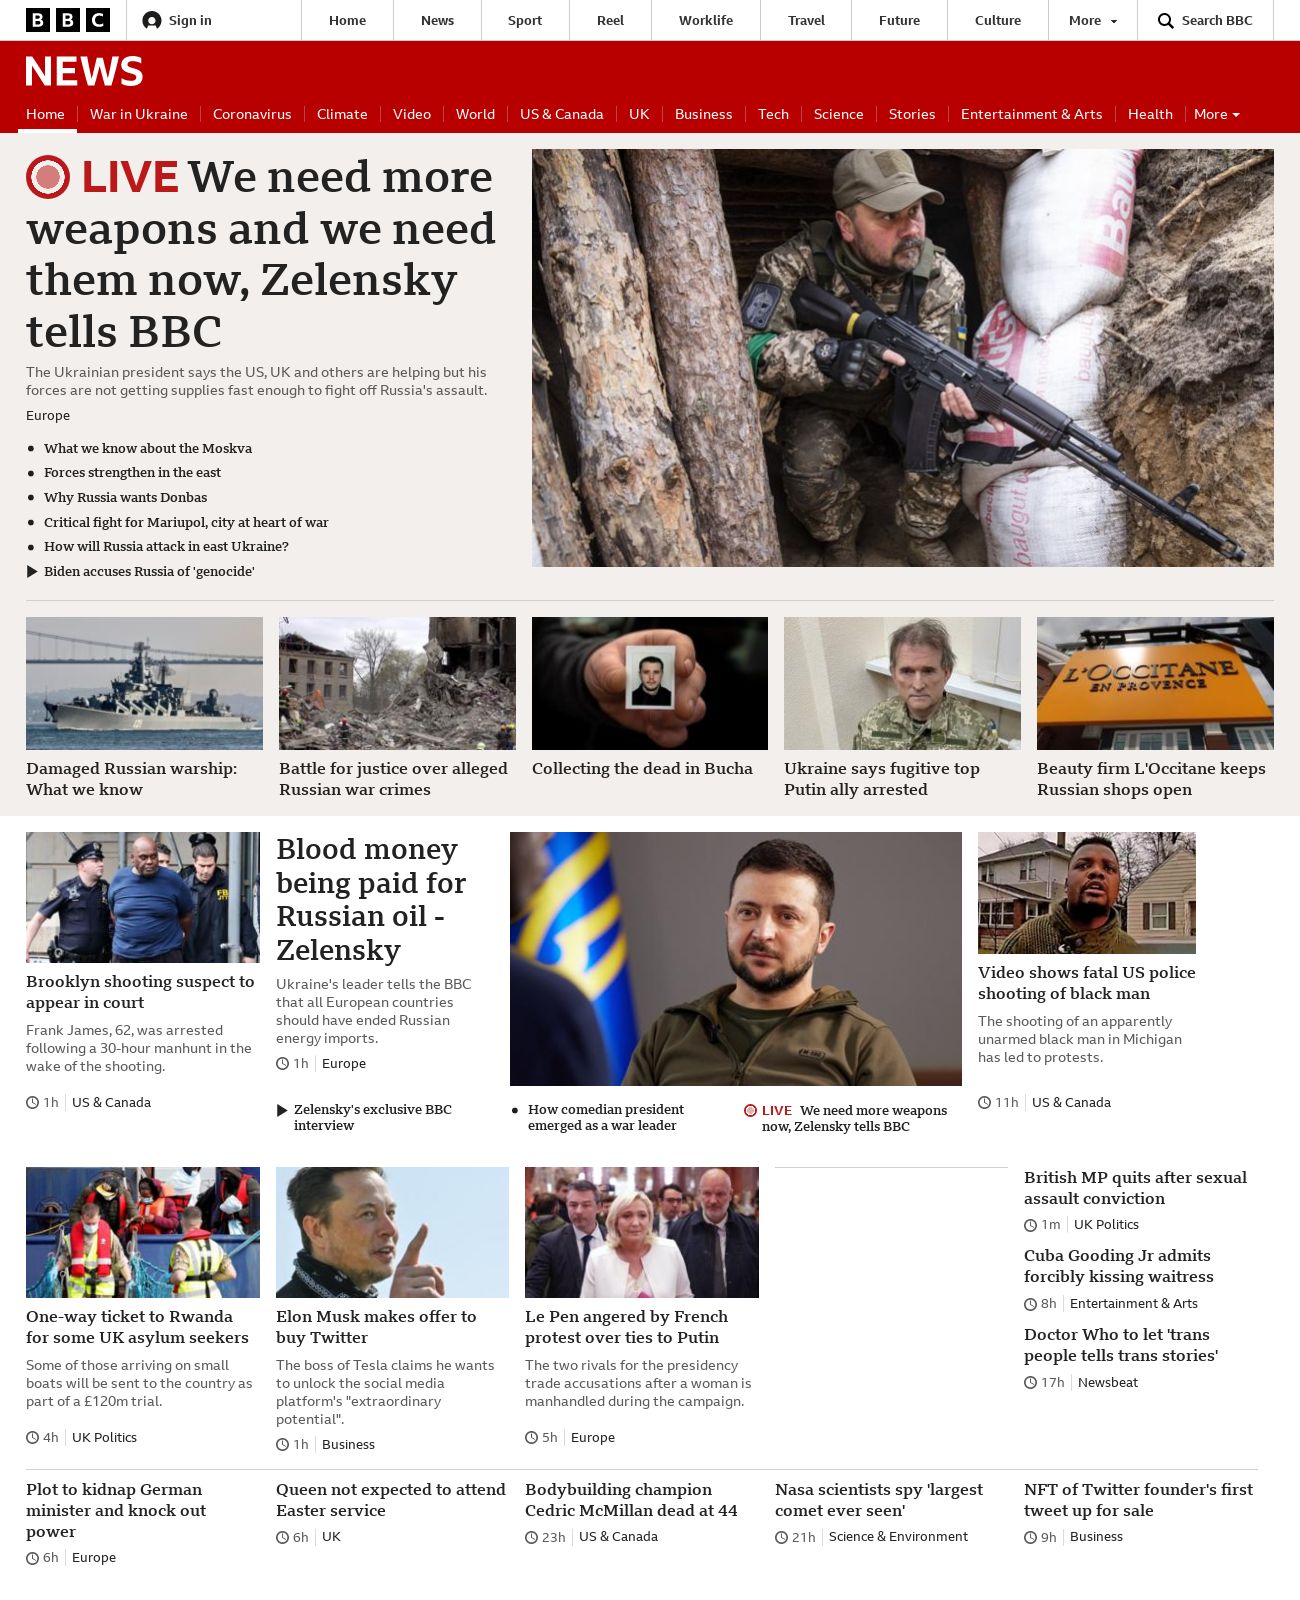 BBC
Sign in
Home
News
Sport
Reel
Worklife
Travel
Future
Culture
More
Search BBC
NEWS
Home
War in Ukraine
Coronavirus
Climate
Video
World
US & Canada
UK
Business
Tech
Science
Stories
Entertainment & Arts
Health
More
LIVE We need more
weapons and we need
them now, Zelensky
tells BBC
The Ukrainian president says the US, UK and others are helping but his
forces are not getting supplies fast enough to fight off Russia's assault.
Europe
What we know about the Moskva
Forces strengthen in the east
Why Russia wants Donbas
Critical fight for Mariupol, city at heart of war
How will Russia attack in east Ukraine?
Biden accuses Russia of 'genocide'
Damaged Russian warship:
What we know
Battle for justice over alleged
Russian war crimes
Collecting the dead in Bucha
Ukraine says fugitive top
Putin ally arrested
L'OCCITANE
EN PROVENCE
Beauty firm L'Occitane keeps
Russian shops open
FBI
Brooklyn shooting suspect to
appear in court
Frank James, 62, was arrested
following a 30-hour manhunt in the
wake of the shooting.
1h
US & Canada
Blood money
being paid for
Russian oil -
Zelensky
Ukraine's leader tells the BBC
that all European countries
should have ended Russian
energy imports.
1h
Europe
Zelensky's exclusive BBC
interview
How comedian president
emerged as a war leader
LIVE We need more weapons
now, Zelensky tells BBC
Video shows fatal US police
shooting of black man
The shooting of an apparently
unarmed black man in Michigan
has led to protests.
11h
US & Canada
One-way ticket to Rwanda
for some UK asylum seekers
Some of those arriving on small
boats will be sent to the country as
part of a £120m trial.
4h
UK Politics
Elon Musk makes offer to
buy Twitter
The boss of Tesla claims he wants
to unlock the social media
platform's "extraordinary
potential".
1h
Business
Le Pen angered by French
protest over ties to Putin
The two rivals for the presidency
trade accusations after a woman is
manhandled during the campaign.
5h
Europe
British MP quits after sexual
assault conviction
1m
UK Politics
Cuba Gooding Jr admits
forcibly kissing waitress
8h
Entertainment & Arts
Doctor Who to let 'trans
people tells trans stories'
17h
Newsbeat
Plot to kidnap German
minister and knock out
power
6h
Europe
Queen not expected to attend
Easter service
6h
UK
Bodybuilding champion
Cedric McMillan dead at 44
23h
US & Canada
Nasa scientists spy 'largest
comet ever seen'
21h
Science & Environment
NFT of Twitter founder's first
tweet up for sale
9h
Business